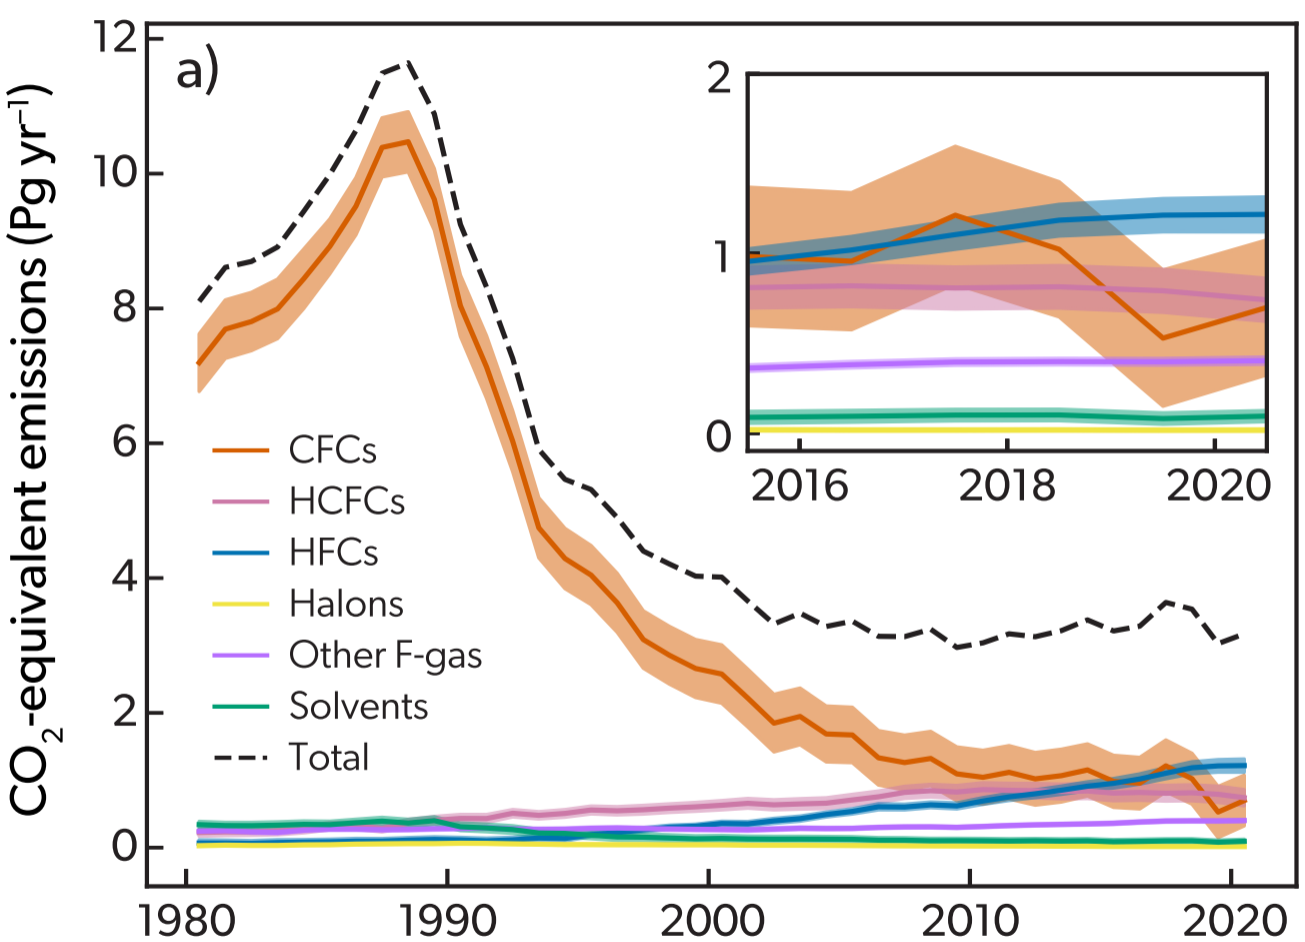 a)
CO₂-equivalent emissions (Pg yr⁻¹)
12
10
8
6
4
2
0
1980 1990 2000 2010 2020
CFCs
HCFCs
HFCs
Halons
Other F-gas
Solvents
Total
2
1
0
2016 2018 2020